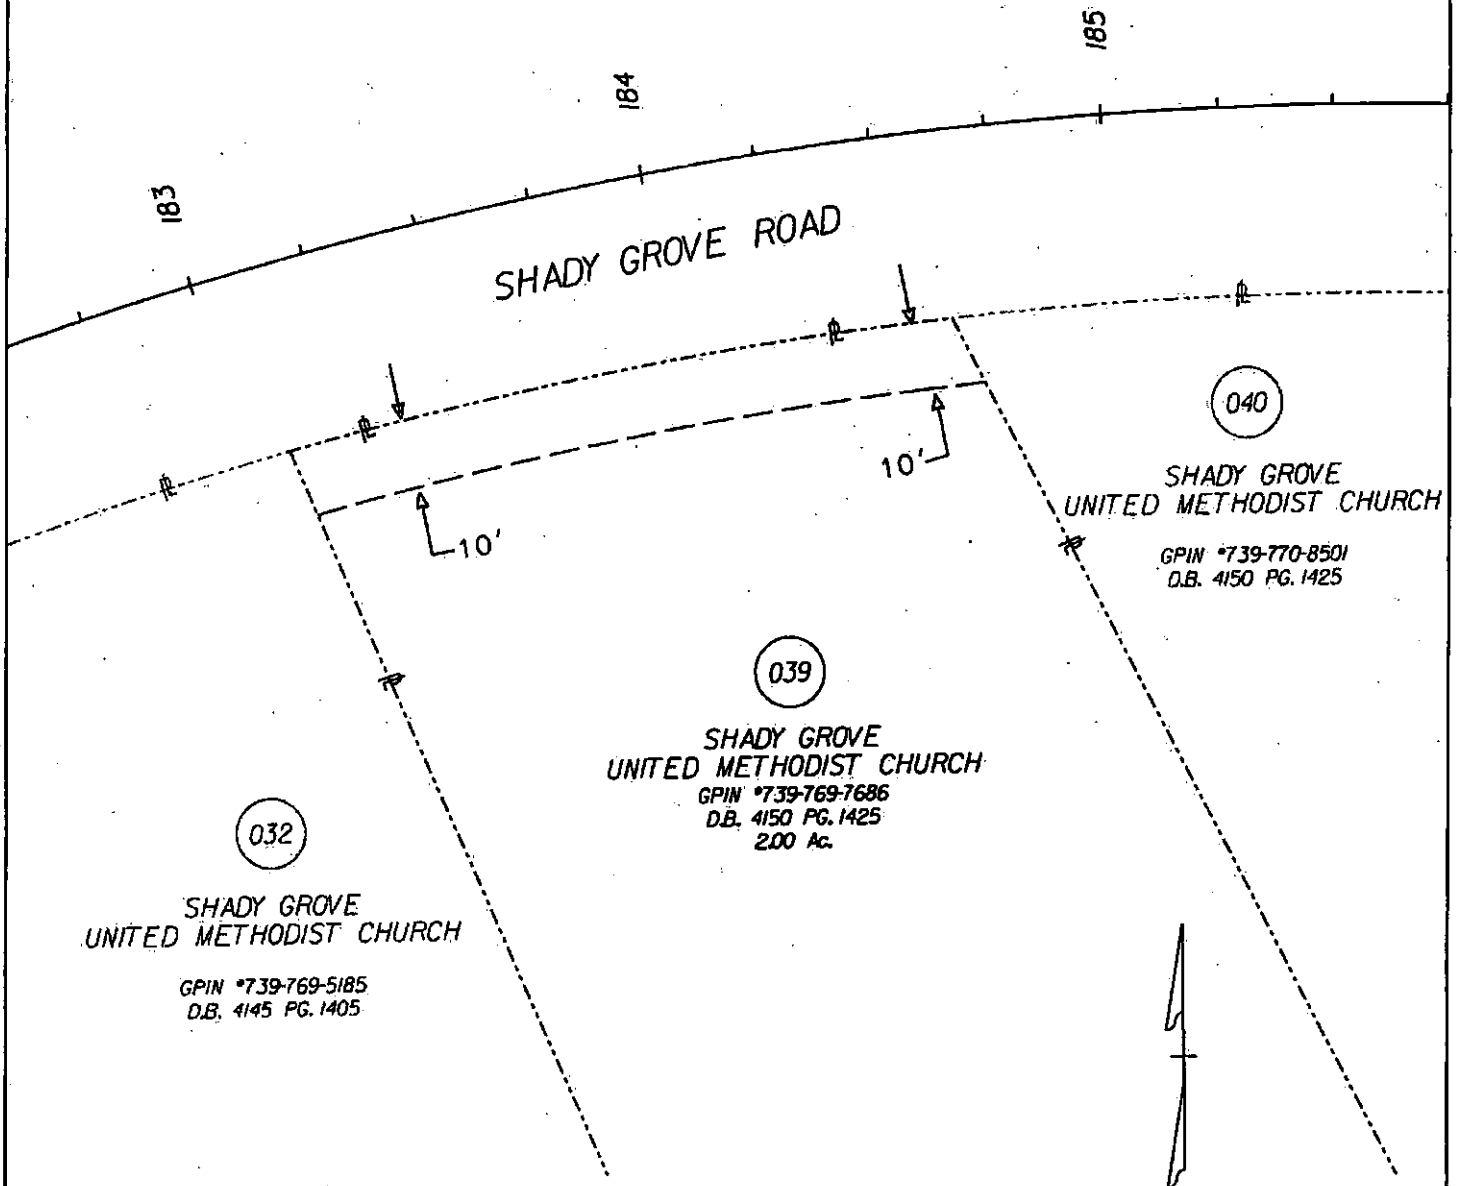 185
184
183
SHADY GROVE ROAD
10'
10'
040
SHADY GROVE
UNITED METHODIST CHURCH
GPIN *739-770-8501
D.B. 4150 PG. 1425
039
SHADY GROVE
UNITED METHODIST CHURCH
GPIN *739-769-7686
D.B. 4150 PG. 1425
2.00 Ac.
032
SHADY GROVE
UNITED METHODIST CHURCH
GPIN *739-769-5185
D.B. 4145 PG. 1405